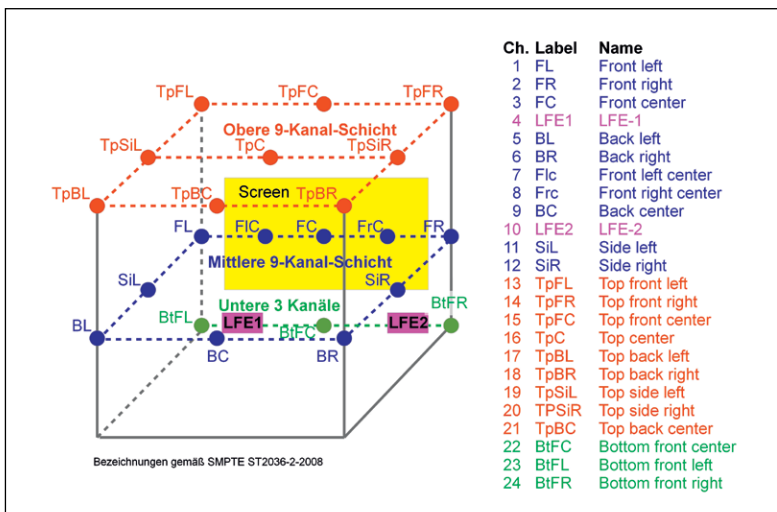 TpFL TpFC TpFR
Obere 9-Kanal-Schicht
TpSiL TpC TpSiR
TpBL TpBC TpBR
Screen
FL FlC FC FrC FR
Mittlere 9-Kanal-Schicht
SiL SiR
Untere 3 Kanäle
BtFL LFE1 BtFC LFE2 BtFR
BL BC BR
Bezeichnungen gemäß SMPTE ST2036-2-2008
Ch. Label Name
1 FL Front left
2 FR Front right
3 FC Front center
4 LFE1 LFE-1
5 BL Back left
6 BR Back right
7 Flc Front left center
8 Frc Front right center
9 BC Back center
10 LFE2 LFE-2
11 SiL Side left
12 SiR Side right
13 TpFL Top front left
14 TpFR Top front right
15 TpFC Top front center
16 TpC Top center
17 TpBL Top back left
18 TpBR Top back right
19 TpSiL Top side left
20 TPSiR Top side right
21 TpBC Top back center
22 BtFC Bottom front center
23 BtFL Bottom front left
24 BtFR Bottom front right